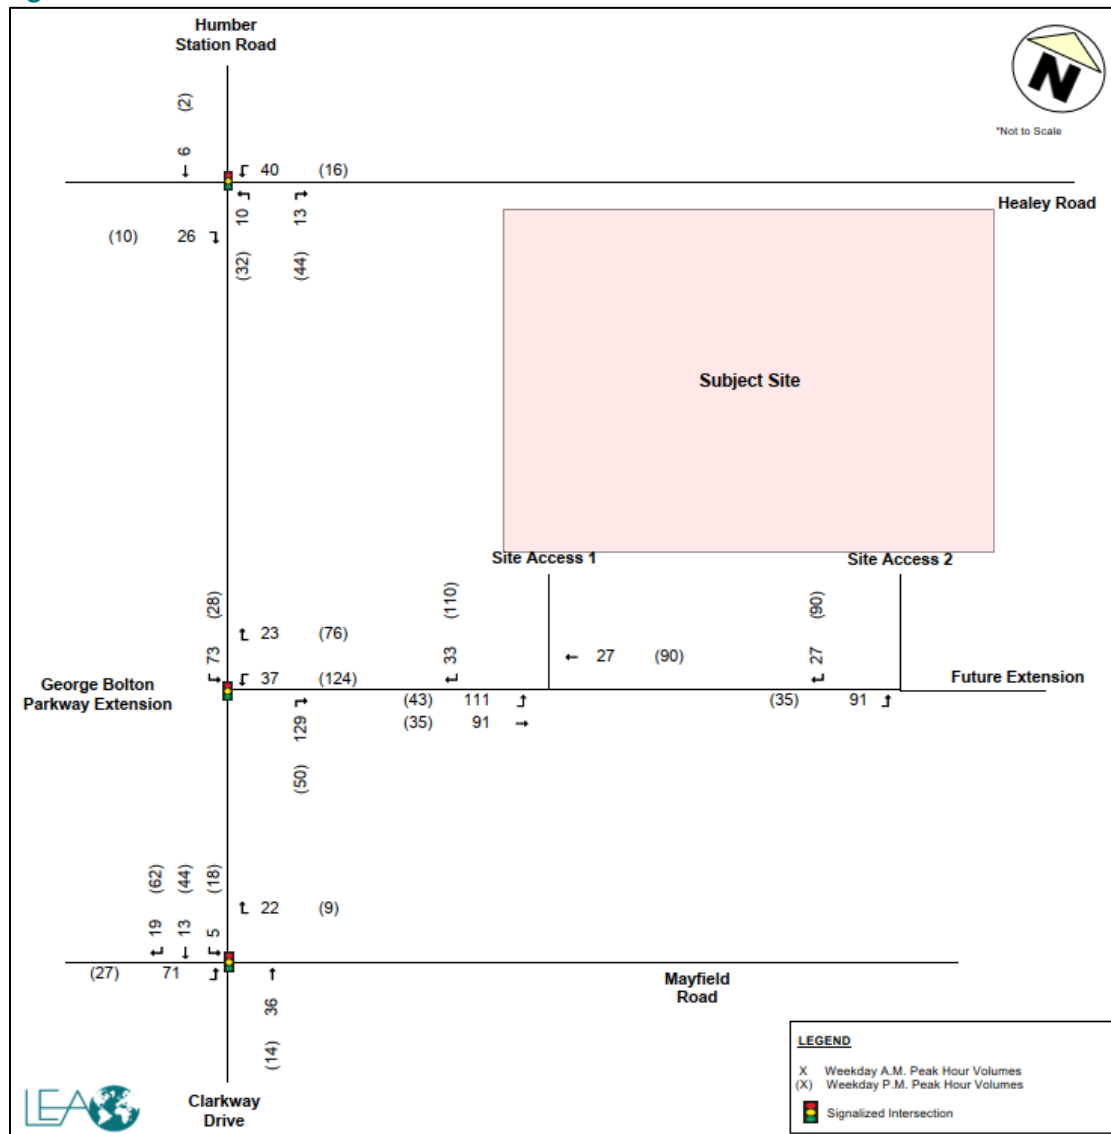 Humber
Station Road
N
*Not to Scale
(2)
6
40 (16)
Healey Road
10 13
(32) (44)
(10) 26
Subject Site
Site Access 1
Site Access 2
(28)
73
23 (76)
37 (124)
(110)
33
27 (90)
(90)
27
George Bolton
Parkway Extension
Future Extension
(43) 111
(35) 91
(35) 91
129
(50)
(62) (44) (18)
19 13 5
22 (9)
(27) 71
Mayfield
Road
36
(14)
Clarkway
Drive
LEA
LEGEND
X Weekday A.M. Peak Hour Volumes
(X) Weekday P.M. Peak Hour Volumes
Signalized Intersection